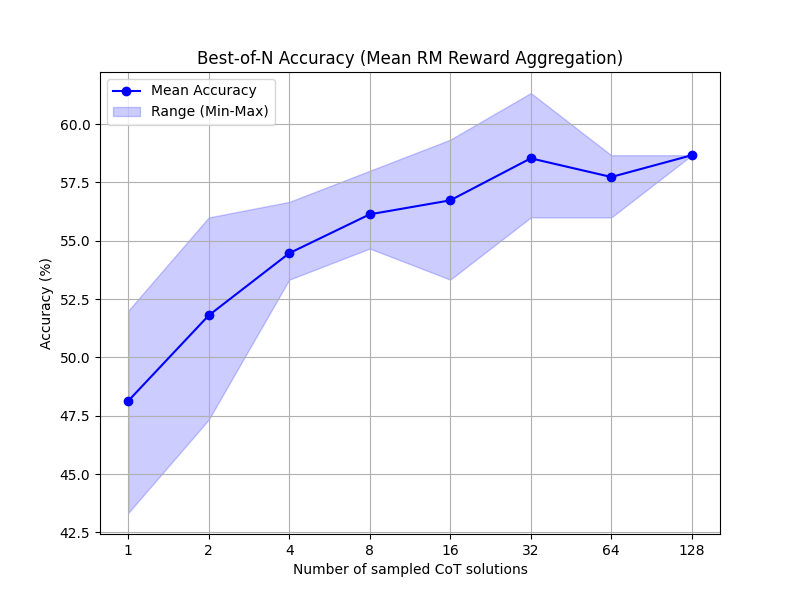 Best-of-N Accuracy (Mean RM Reward Aggregation)
Mean Accuracy
Range (Min-Max)
Accuracy (%)
60.0
57.5
55.0
52.5
50.0
47.5
45.0
42.5
1 2 4 8 16 32 64 128
Number of sampled CoT solutions